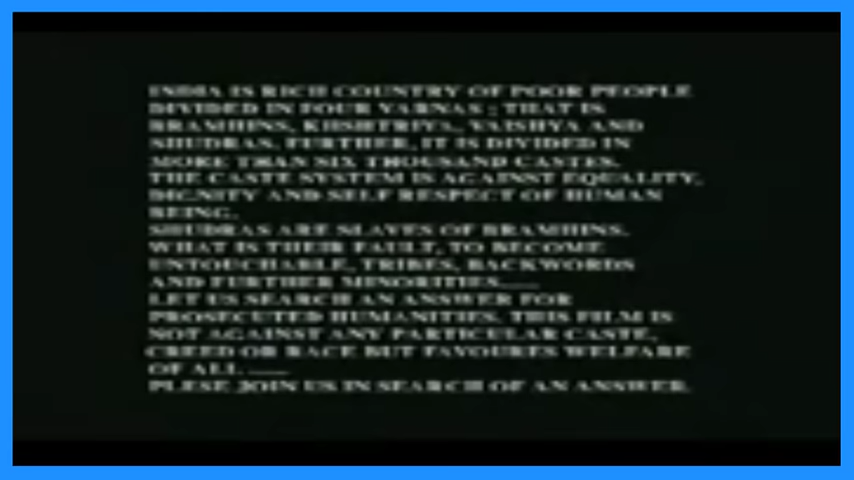 INDIA IS RICH COUNTRY OF POOR PEOPLE
DIVIDED IN FOUR VARNAS ; THAT IS
BRAMHINS, KHSHTRIYA, VAISHYA AND
SHUDRAS. FURTHER, IT IS DIVIDED IN
MORE THAN SIX THOUSAND CASTES.
THE CASTE SYSTEM IS AGAINST EQUALITY,
DIGNITY AND SELF RESPECT OF HUMAN
BEING.
SHUDRAS ARE SLAVES OF BRAMHINS.
WHAT IS THEIR FAULT, TO BECOME
UNTOUCHABLE, TRIBES, BACKWORDS
AND FURTHER MINORITIES......
LET US SEARCH AN ANSWER FOR
PROSECUTED HUMANITIES. THIS FILM IS
NOT AGAINST ANY PARTICULAR CASTE,
CREED OR RACE BUT FAVOURES WELFARE
OF ALL ......
PLESE JOIN US IN SEARCH OF AN ANSWER.